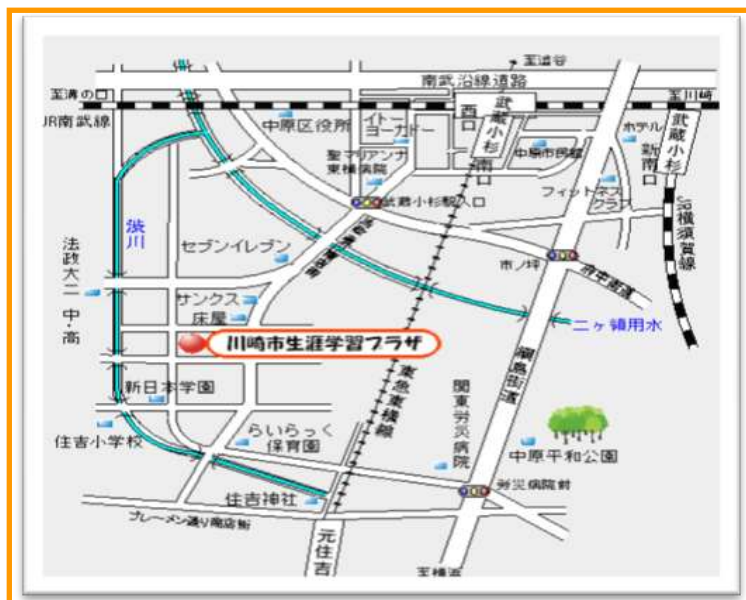 至渋谷
南武沿線道路
至溝の口
至川崎
JR南武線
中原区役所
イトー
ヨーカドー
西口
武蔵小杉
南口
中原市民館
ホテル
新南口
武蔵小杉
聖マリアンナ
東横病院
フィットネス
クラブ
武蔵小杉駅入口
JR横須賀線
渋川
法政大二中・高
セブンイレブン
市ノ坪
府中街道
サンクス
床屋
二ヶ領用水
川崎市生涯学習プラザ
綱島街道
東急東横線
新日本学園
関東労災病院
住吉小学校
らいらっく
保育園
中原平和公園
住吉神社
労災病院前
ブレーメン通り商店街
元住吉
至横浜